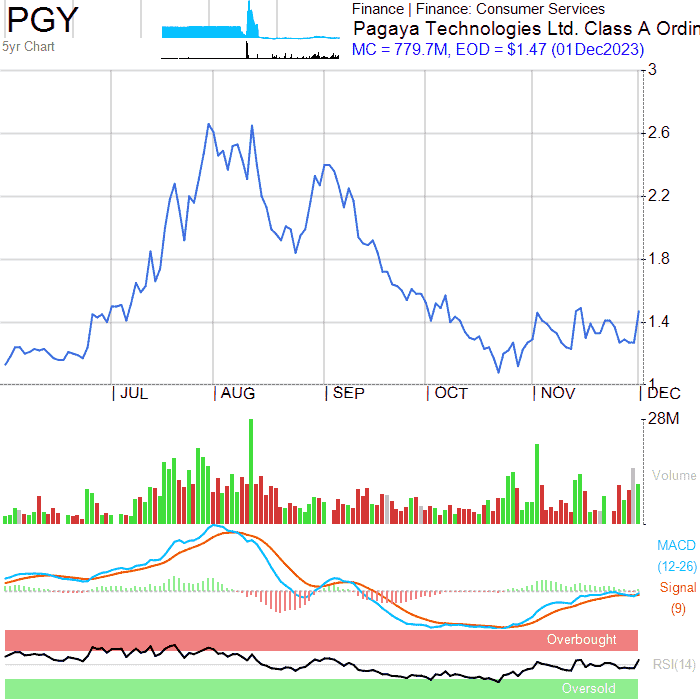 PGY
5yr Chart
Finance | Finance: Consumer Services
Pagaya Technologies Ltd. Class A Ordin
MC = 779.7M, EOD = $1.47 (01Dec2023)
3
2.6
2.2
1.8
1.4
1
| JUL
| AUG
| SEP
| OCT
| NOV
| DEC
28M
Volume
MACD
(12-26)
Signal
(9)
Overbought
RSI(14)
Oversold